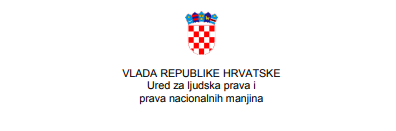 VLADA REPUBLIKE HRVATSKE
Ured za ljudska prava i
prava nacionalnih manjina